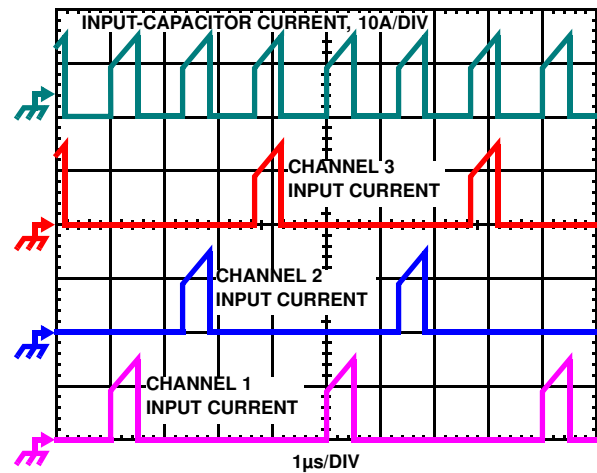 INPUT-CAPACITOR CURRENT, 10A/DIV
CHANNEL 3
INPUT CURRENT
CHANNEL 2
INPUT CURRENT
CHANNEL 1
INPUT CURRENT
1µs/DIV